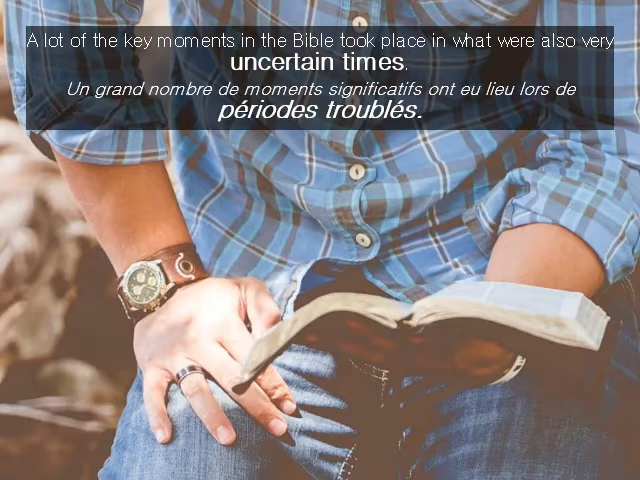 A lot of the key moments in the Bible took place in what were also very
uncertain times.
Un grand nombre de moments significatifs ont eu lieu lors de
périodes troublés.